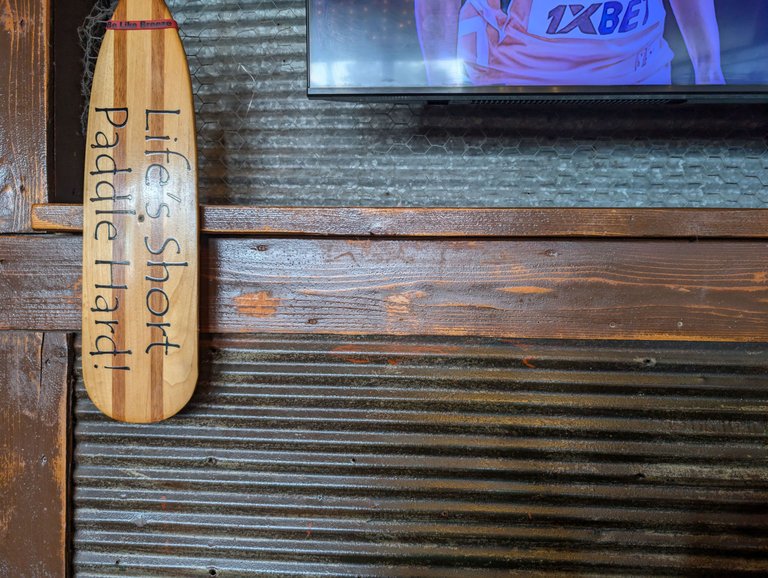 Life's Short
Paddle Hard!
1XBET